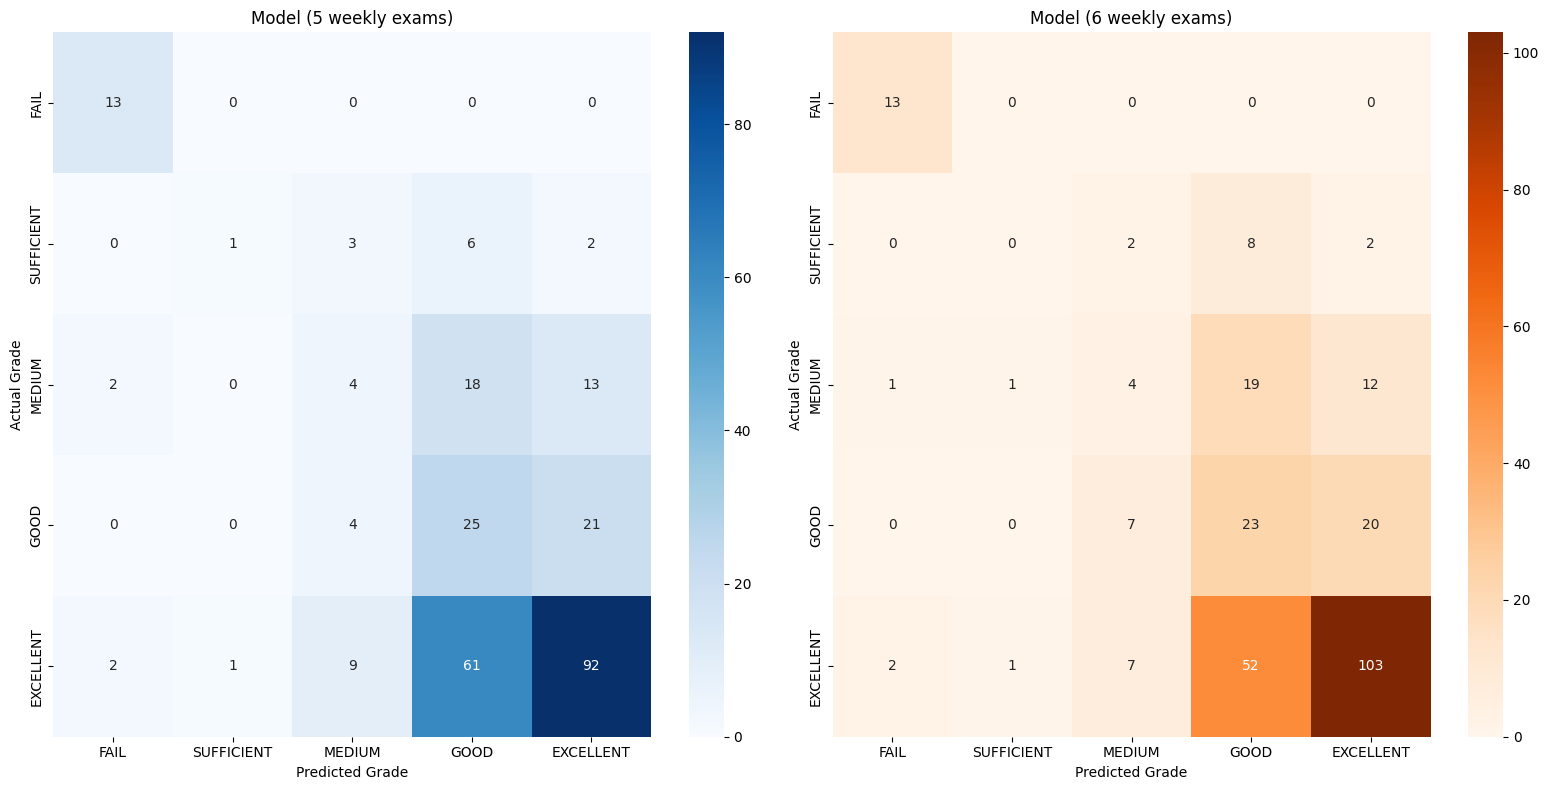 Model (5 weekly exams)
Actual Grade
FAIL
13 0 0 0 0
SUFFICIENT
0 1 3 6 2
MEDIUM
2 0 4 18 13
GOOD
0 0 4 25 21
EXCELLENT
2 1 9 61 92
FAIL SUFFICIENT MEDIUM GOOD EXCELLENT
Predicted Grade
80
60
40
20
0
Model (6 weekly exams)
Actual Grade
FAIL
13 0 0 0 0
SUFFICIENT
0 0 2 8 2
MEDIUM
1 1 4 19 12
GOOD
0 0 7 23 20
EXCELLENT
2 1 7 52 103
FAIL SUFFICIENT MEDIUM GOOD EXCELLENT
Predicted Grade
100
80
60
40
20
0